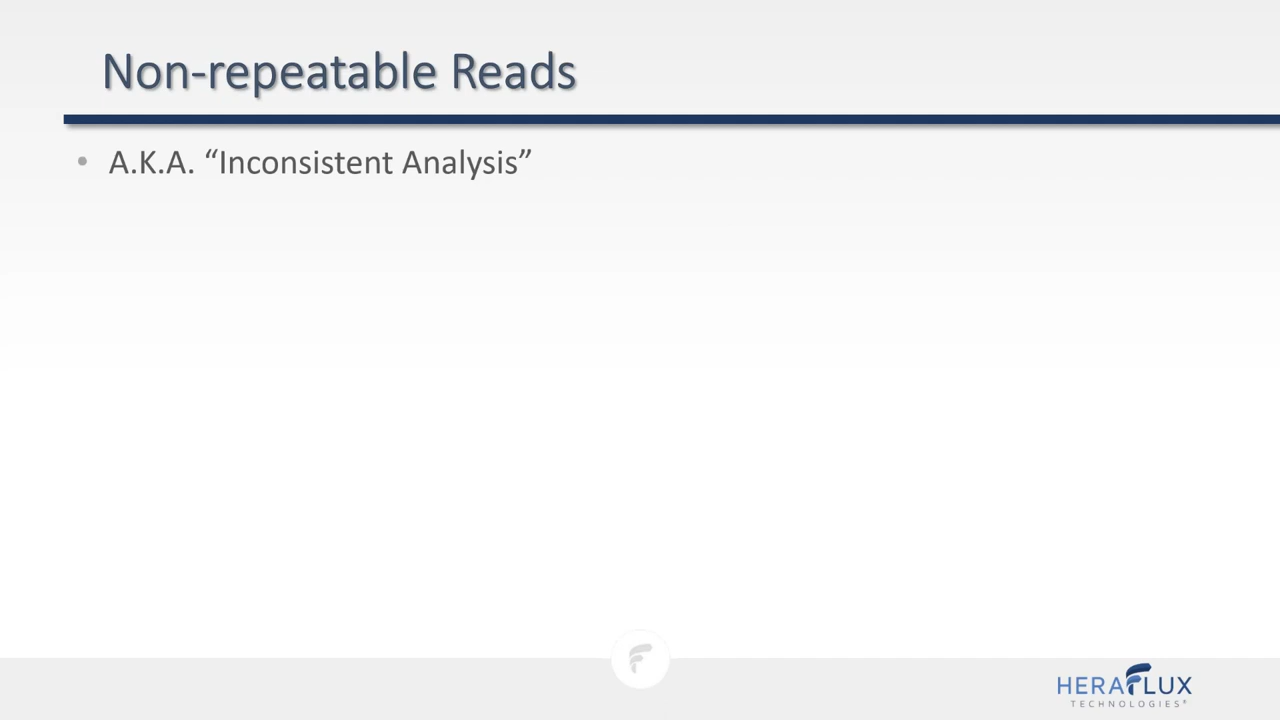 Non-repeatable Reads
• A.K.A. “Inconsistent Analysis”
HERAFLUX
TECHNOLOGIES®